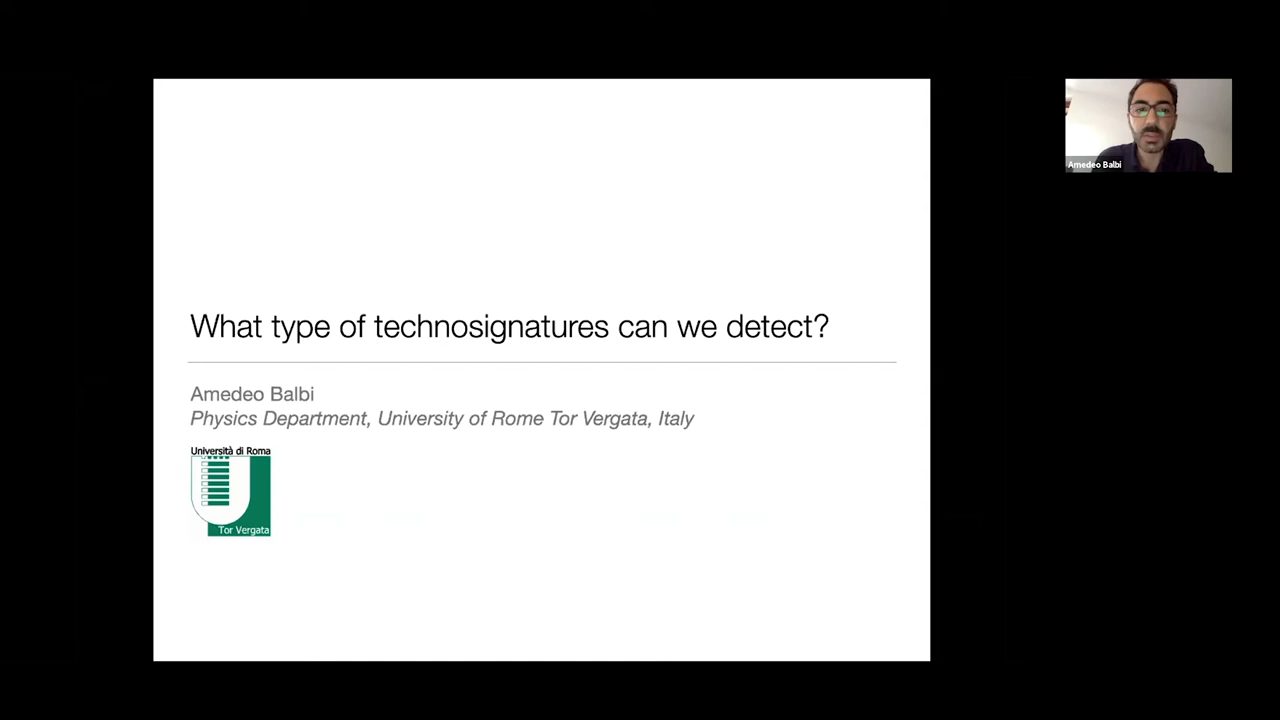 Amedeo Balbi
What type of technosignatures can we detect?
Amedeo Balbi
Physics Department, University of Rome Tor Vergata, Italy
Università di Roma
Tor Vergata